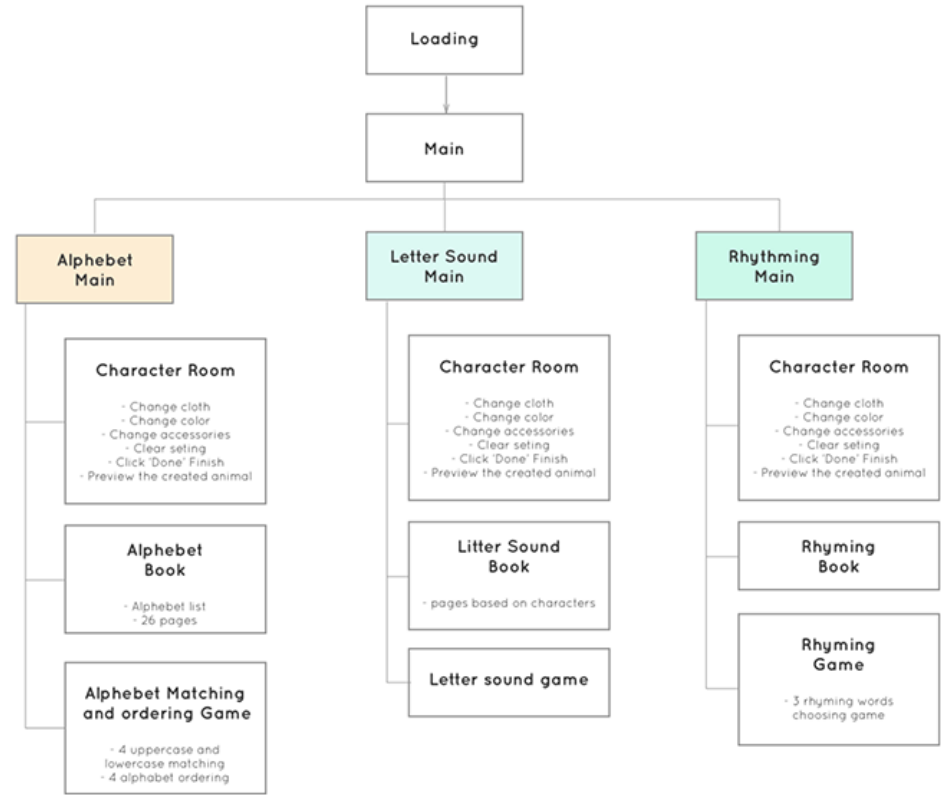 Loading
Main
Alphebet
Main
Letter Sound
Main
Rhythming
Main
Character Room
- Change cloth
- Change color
- Change accessories
- Clear seting
- Click 'Done' Finish
- Preview the created animal
Alphebet
Book
- Alphebet list
- 26 pages
Alphebet Matching
and ordering Game
- 4 uppercase and
lowercase matching
- 4 alphabet ordering
Character Room
- Change cloth
- Change color
- Change accessories
- Clear seting
- Click 'Done' Finish
- Preview the created animal
Litter Sound
Book
- pages based on characters
Letter sound game
Character Room
- Change cloth
- Change color
- Change accessories
- Clear seting
- Click 'Done' Finish
- Preview the created animal
Rhyming
Book
Rhyming
Game
- 3 rhyming words
choosing game